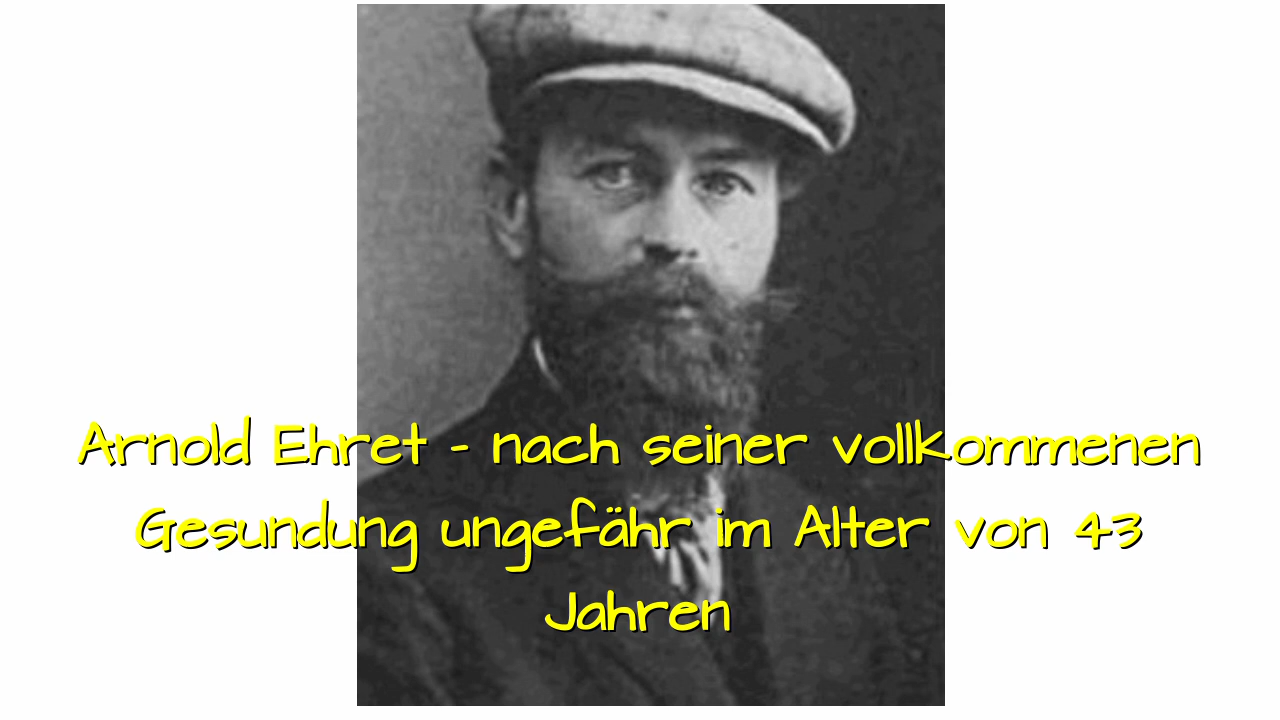 Arnold Ehret - nach seiner vollkommenen
Gesundung ungefähr im Alter von 43
Jahren